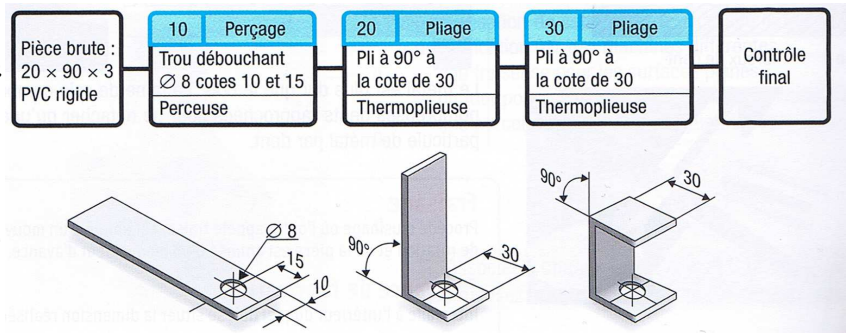 Pièce brute :
20 × 90 × 3
PVC rigide
10 Perçage
Trou débouchant
∅ 8 cotes 10 et 15
Perceuse
20 Pliage
Pli à 90° à
la cote de 30
Thermoplieuse
30 Pliage
Pli à 90° à
la cote de 30
Thermoplieuse
Contrôle
final
∅ 8
15
10
90°
30
90°
30